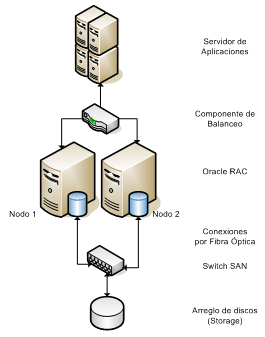 Servidor de
Aplicaciones
Componente de
Balanceo
Oracle RAC
Nodo 1
Nodo 2
Conexiones
por Fibra Óptica
Switch SAN
Arreglo de discos
(Storage)